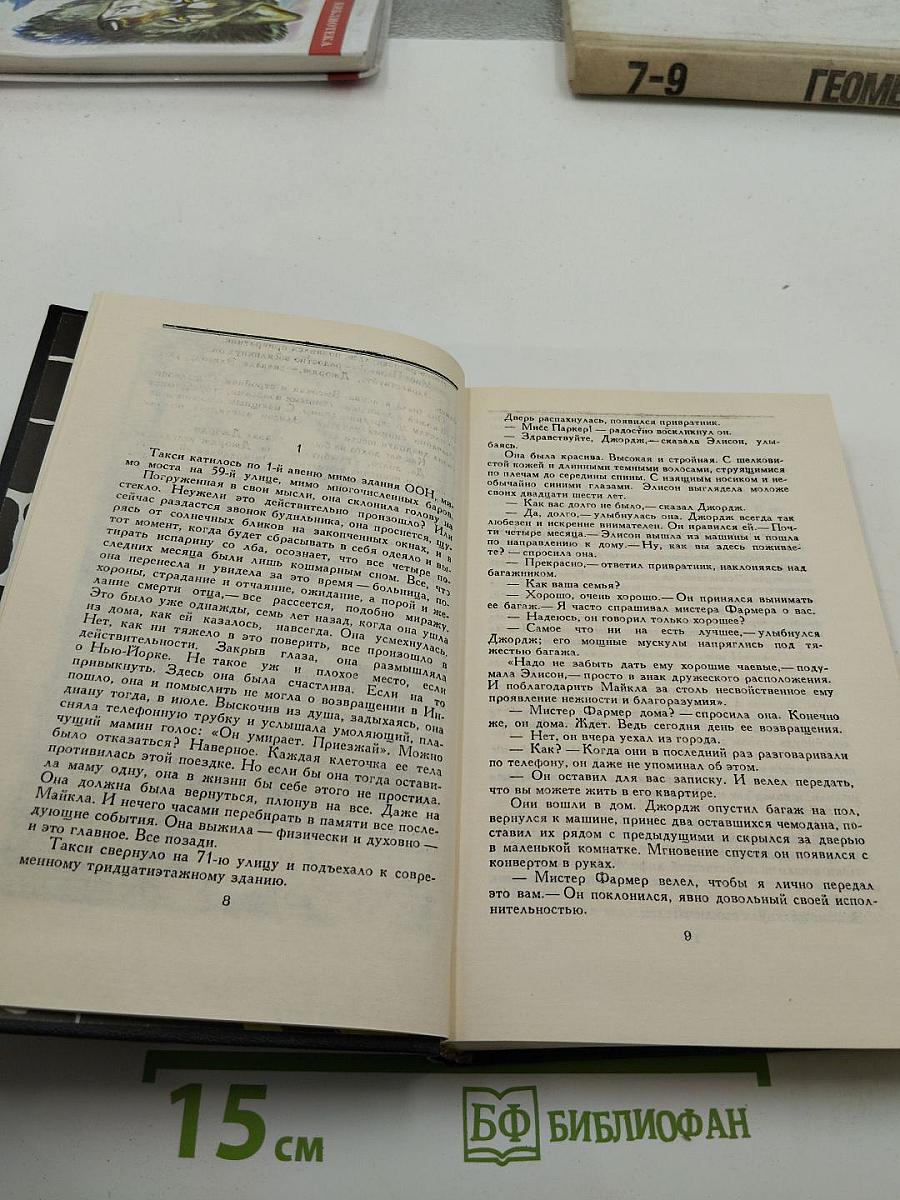 БИБЛИОТЕКА
7-9
ГЕОМЕ
1
Такси катилось по 1-й авеню мимо здания ООН, ми-
мо моста на 59-й улице, мимо многочисленных баров.
Погруженная в свои мысли, она склонила голову на
стекло. Неужели это действительно произошло? Или
сейчас раздастся звонок будильника, она проснется, щу-
рясь от солнечных бликов на закопченных окнах, и в
тот момент, когда будет сбрасывать в себя одеяло и вы-
тирать испарину со лба, осознает, что все четыре по-
следних месяца были лишь кошмарным сном. Все, что
она перенесла и увидела за это время — больница, по-
хороны, страдание и отчаяние, ожидание, а порой и же-
лание смерти отца,— все рассеется, подобно миражу.
Это было уже однажды, семь лет назад, когда она ушла
из дома, как ей казалось, навсегда. Она усмехнулась.
Нет, как ни тяжело в это поверить, все произошло в
действительности. Закрыв глаза, она размышляла
о Нью-Йорке. Не такое уж и плохое место, если
привыкнуть. Здесь она была счастлива. Если на то
пошло, она и помыслить не могла о возвращении в Ин-
диану тогда, в июле. Выскочив из душа, задыхаясь, она
сняла телефонную трубку и услышала умоляющий, пла-
чущий мамин голос: «Он умирает. Приезжай». Можно
было отказаться? Наверное. Каждая клеточка ее тела
противилась этой поездке. Но если бы она тогда остави-
ла маму одну, она в жизни бы себе этого не простила.
Она должна была вернуться, плюнув на все. Даже на
Майкла. И нечего часами перебирать в памяти все после-
дующие события. Она выжила — физически и духовно —
и это главное. Все позади.
Такси свернуло на 71-ю улицу и подъехало к совре-
менному тридцатиэтажному зданию.
8
Дверь распахнулась, появился привратник.
— Мисс Паркер! — радостно воскликнул он.
— Здравствуйте, Джордж,— сказала Элисон, улы-
баясь.
Она была красива. Высокая и стройная. С шелкови-
стой кожей и длинными темными волосами, струящимися
по плечам до середины спины. С изящным носиком и не-
обычайно синими глазами. Элисон выглядела моложе
своих двадцати шести лет.
— Как вас долго не было,— сказал Джордж.
— Да, долго,— улыбнулась она. Джордж всегда так
любезен и искренне внимателен. Он нравился ей.— Поч-
ти четыре месяца.— Элисон вышла из машины и пошла
по направлению к дому.— Ну, как вы здесь поживае-
те? — спросила она.
— Прекрасно,— ответил привратник, наклоняясь над
багажником.
— Как ваша семья?
— Хорошо, очень хорошо.— Он принялся вынимать
ее багаж.— Я часто спрашивал мистера Фармера о вас.
— Надеюсь, он говорил только хорошее?
— Самое что ни на есть лучшее,— улыбнулся
Джордж; его мощные мускулы напряглись под тя-
жестью багажа.
«Надо не забыть дать ему хорошие чаевые,— поду-
мала Элисон,— просто в знак дружеского расположения.
И поблагодарить Майкла за столь несвойственное ему
проявление нежности и благоразумия».
— Мистер Фармер дома? — спросила она. Конечно
же, он дома. Ждет. Ведь сегодня день ее возвращения.
— Нет, он вчера уехал из города.
— Как? — Когда они в последний раз разговаривали
по телефону, он даже не упоминал об этом.
— Он оставил для вас записку. И велел передать,
что вы можете жить в его квартире.
Они вошли в дом. Джордж опустил багаж на пол,
вернулся к машине, принес два оставшихся чемодана, по-
ставил их рядом с предыдущими и скрылся за дверью
в маленькой комнатке. Мгновение спустя он появился с
конвертом в руках.
— Мистер Фармер велел, чтобы я лично передал
это вам.— Он поклонился, явно довольный своей испол-
нительностью.
9
15 см
БФ БИБЛИОФАН